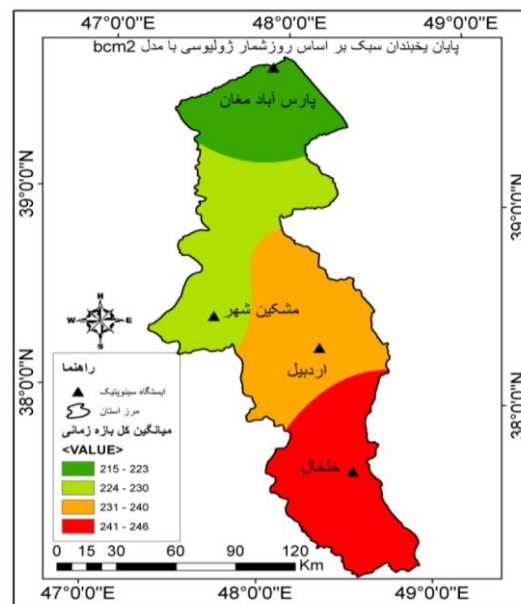 47°0'0"E 48°0'0"E 49°0'0"E
پایان یخبندان سبک بر اساس روزشمار ژولیوسی با مدل bcm2
پارس آباد مغان
39°0'0"N 39°0'0"N
مشکین شهر
N
W E
S
اردبیل
38°0'0"N 38°0'0"N
خلخال
راهنما
ایستگاه سینوپتیک
مرز استان
میانگین کل بازه زمانی
<VALUE>
215 - 223
224 - 230
231 - 240
241 - 246
0 15 30 60 90 120
Km
47°0'0"E 48°0'0"E 49°0'0"E